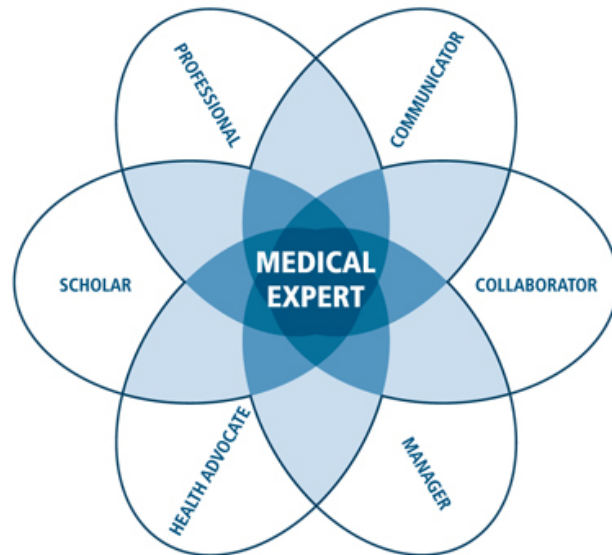 PROFESSIONAL
COMMUNICATOR
SCHOLAR
MEDICAL
EXPERT
COLLABORATOR
HEALTH ADVOCATE
MANAGER